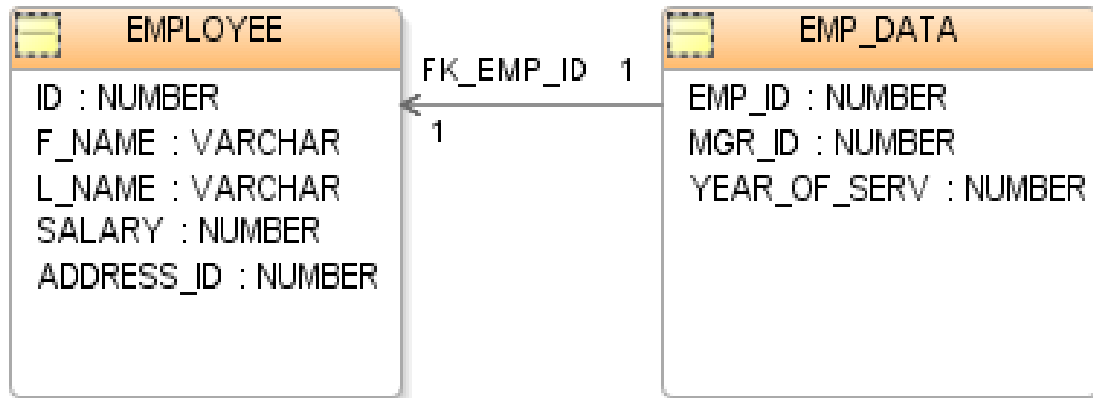 EMPLOYEE
ID : NUMBER
F_NAME : VARCHAR
L_NAME : VARCHAR
SALARY : NUMBER
ADDRESS_ID : NUMBER
FK_EMP_ID 1
1
EMP_DATA
EMP_ID : NUMBER
MGR_ID : NUMBER
YEAR_OF_SERV : NUMBER